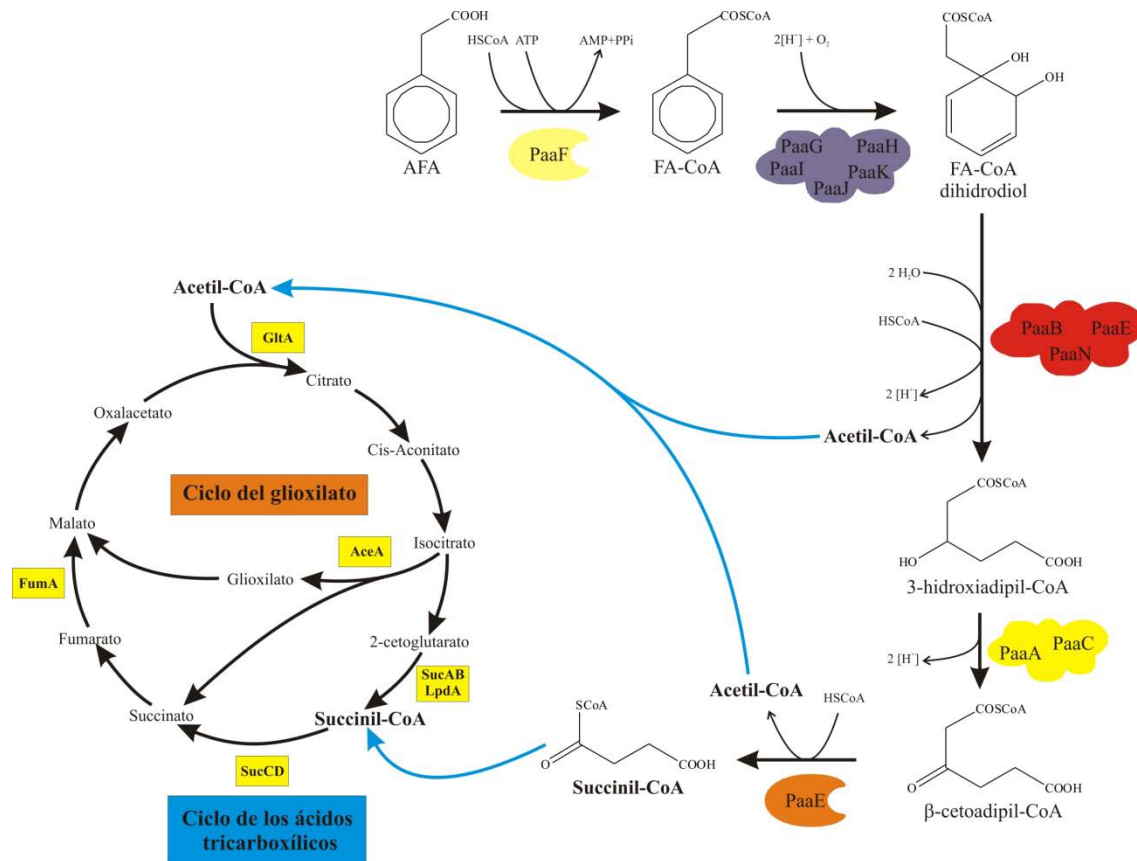 COOH
HSCoA ATP
AMP+PPi
AFA
PaaF
COSCoA
FA-CoA
2[H⁺] + O₂
PaaG
PaaH
PaaI
PaaK
PaaJ
COSCoA
OH
OH
FA-CoA
dihidrodiol
2 H₂O
HSCoA
2 [H⁺]
Acetil-CoA
PaaB
PaaE
PaaN
COSCoA
HO
COOH
3-hidroxiadipil-CoA
2 [H⁺]
PaaA
PaaC
COSCoA
O
COOH
β-cetoadipil-CoA
HSCoA
Acetil-CoA
PaaE
SCoA
O
COOH
Succinil-CoA
Acetil-CoA
GltA
Citrato
Oxalacetato
Cis-Aconitato
Ciclo del glioxilato
Malato
Isocitrato
AceA
Glioxilato
FumA
Fumarato
2-cetoglutarato
SucAB
LpdA
Succinato
Succinil-CoA
SucCD
Ciclo de los ácidos
tricarboxílicos